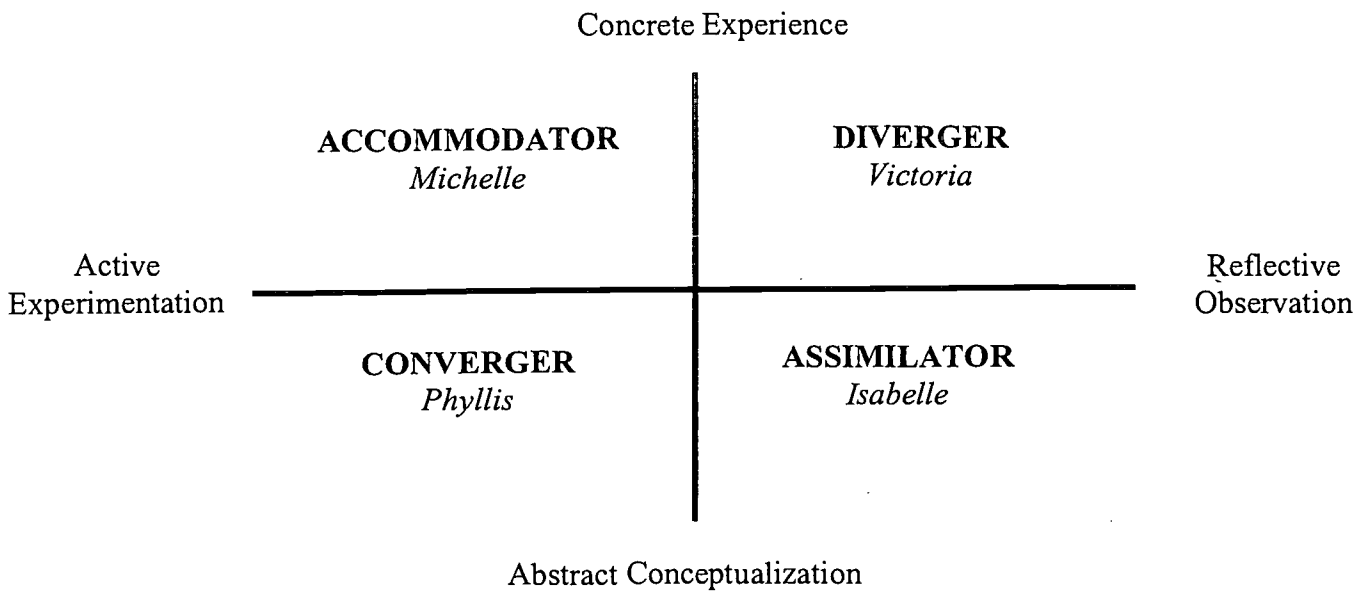 Concrete Experience
ACCOMMODATOR
Michelle
DIVERGER
Victoria
Active
Experimentation
Reflective
Observation
CONVERGER
Phyllis
ASSIMILATOR
Isabelle
Abstract Conceptualization